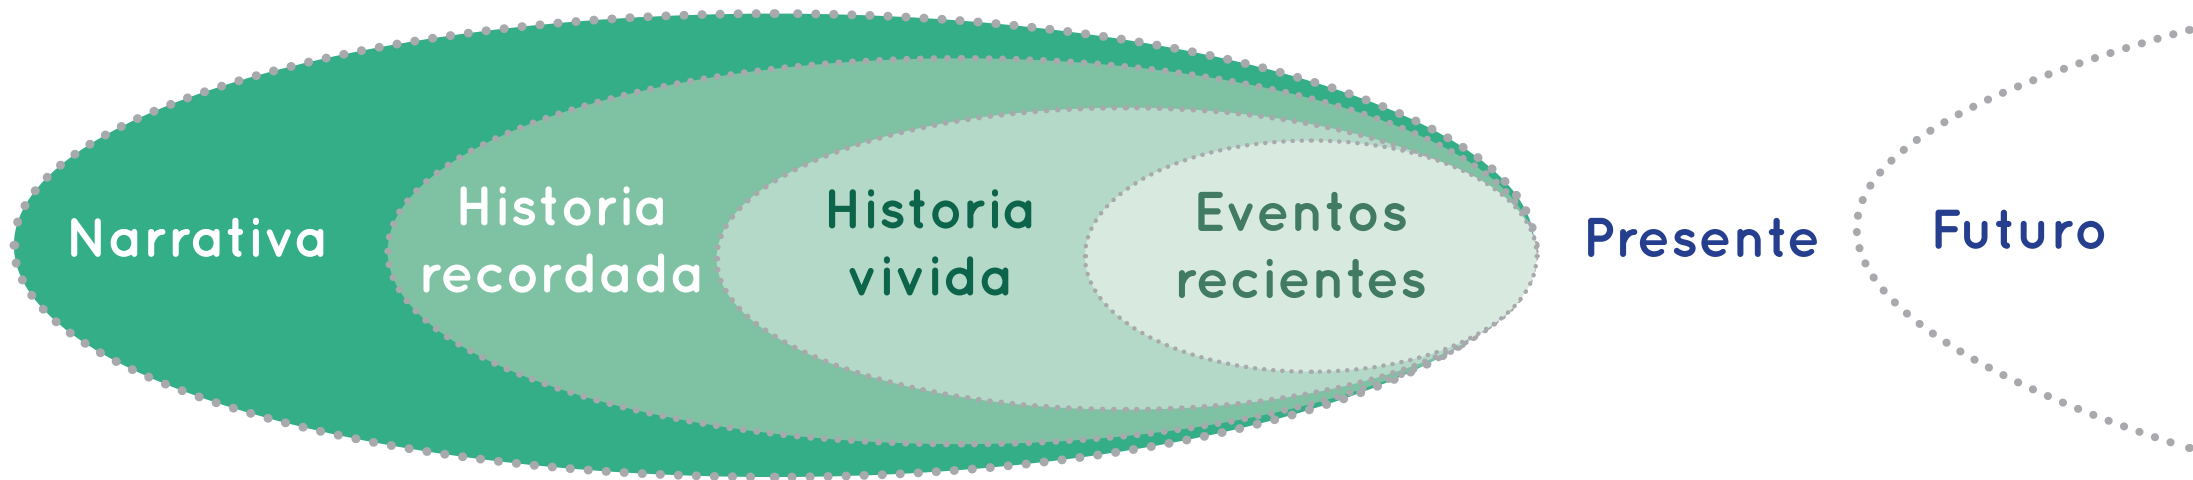 Narrativa
Historia
recordada
Historia
vivida
Eventos
recientes
Presente
Futuro